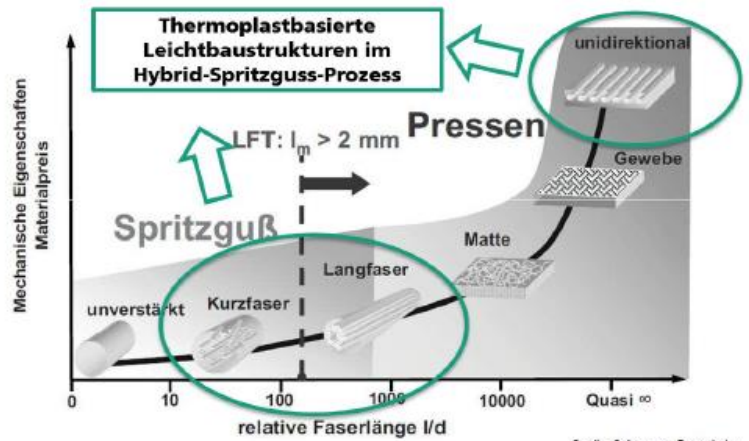 Thermoplastbasierte
Leichtbaustrukturen im
Hybrid-Spritzguss-Prozess
unidirektional
LFT: lm > 2 mm
Pressen
Gewebe
Spritzguß
Matte
Langfaser
Kurzfaser
unverstärkt
Mechanische Eigenschaften
Materialpreis
0
10
100
1000
10000
Quasi ∞
relative Faserlänge l/d